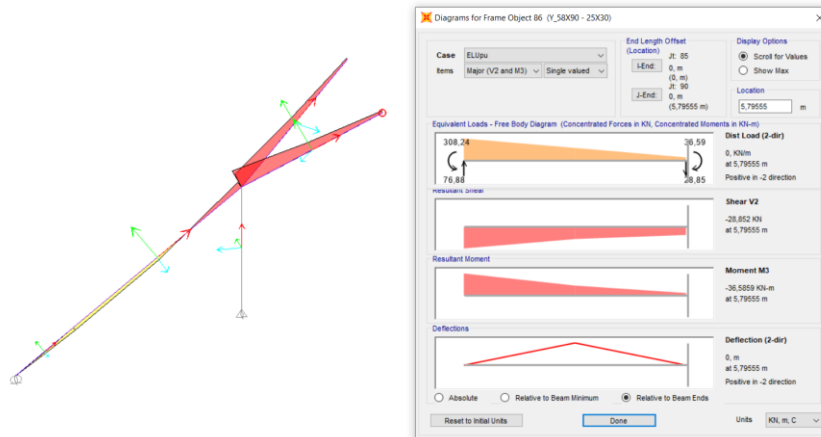 Diagrams for Frame Object 86 (Y_58X90 - 25X30)
Case
ELUpu
Items
Major (V2 and M3)
Single valued
End Length Offset
(Location)
I-End:
Jt: 85
0, m
(0, m)
J-End:
Jt: 90
0, m
(5,79555 m)
Display Options
Scroll for Values
Show Max
Location
5,79555
m
Equivalent Loads - Free Body Diagram (Concentrated Forces in KN, Concentrated Moments in KN-m)
308,24
36,59
76,88
28,85
Dist Load (2-dir)
0, KN/m
at 5,79555 m
Positive in -2 direction
Resultant Shear
Shear V2
-28,852 KN
at 5,79555 m
Resultant Moment
Moment M3
-36,5859 KN-m
at 5,79555 m
Deflections
Deflection (2-dir)
0, m
at 5,79555 m
Positive in -2 direction
Absolute
Relative to Beam Minimum
Relative to Beam Ends
Reset to Initial Units
Done
Units
KN, m, C